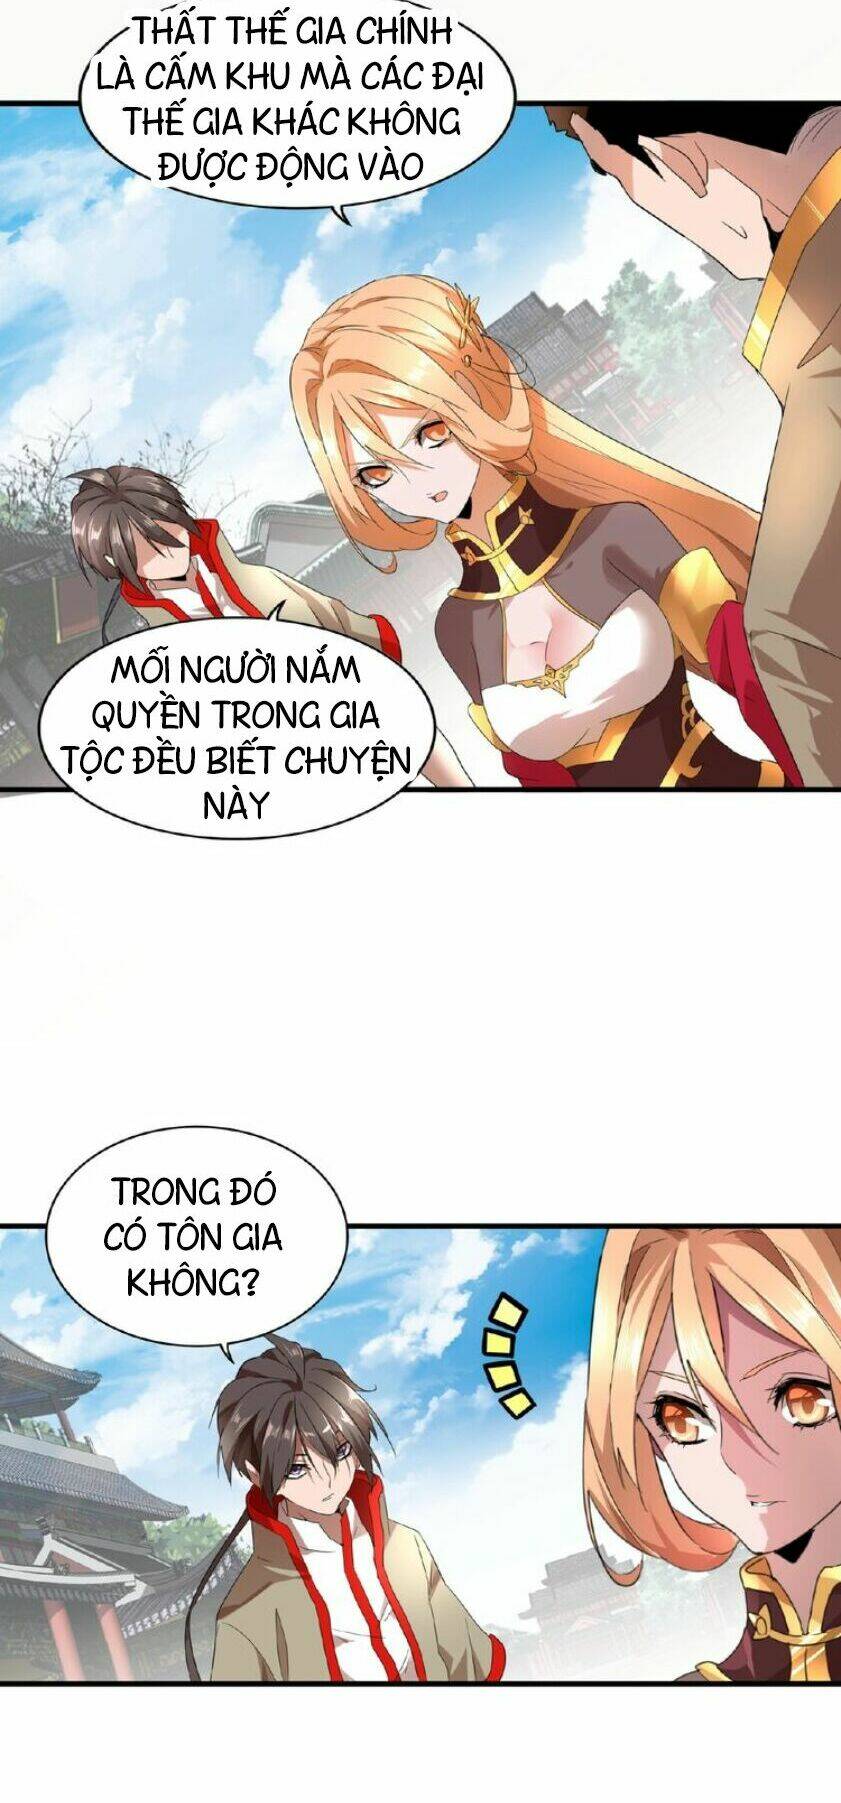 THẤT THẾ GIA CHÍNH
LÀ CẤM KHU MÀ CÁC ĐẠI
THẾ GIA KHÁC KHÔNG
ĐƯỢC ĐỘNG VÀO
MỖI NGƯỜI NẮM
QUYỀN TRONG GIA
TỘC ĐỀU BIẾT CHUYỆN
NÀY
TRONG ĐÓ
CÓ TÔN GIA
KHÔNG?